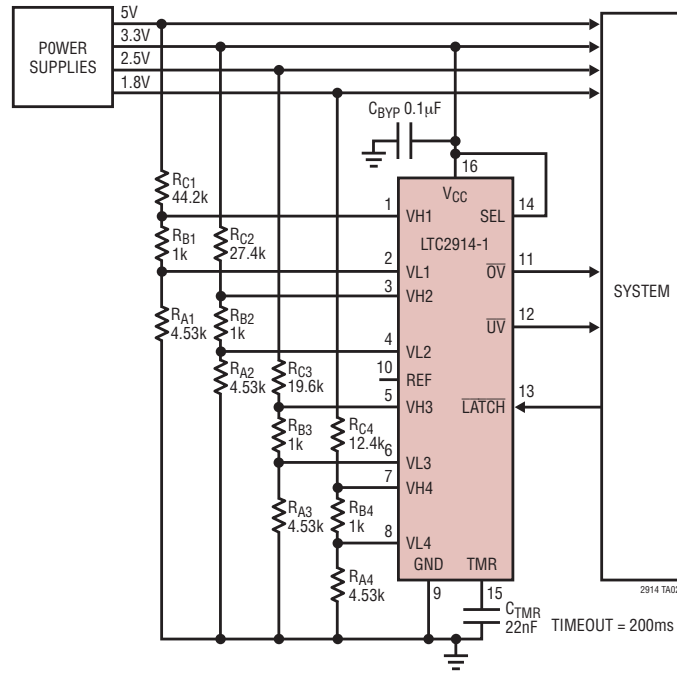 POWER
SUPPLIES
5V
3.3V
2.5V
1.8V
CBYP 0.1µF
RC1
44.2k
RB1
1k
RA1
4.53k
RC2
27.4k
RB2
1k
RA2
4.53k
RC3
19.6k
RB3
1k
RA3
4.53k
RC4
12.4k
RB4
1k
RA4
4.53k
16
VCC
1
VH1
SEL
14
LTC2914-1
2
VL1
OV
11
3
VH2
UV
12
4
VL2
10
REF
5
VH3
LATCH
13
6
VL3
7
VH4
8
VL4
GND
TMR
9
15
CTMR
22nF
TIMEOUT = 200ms
SYSTEM
2914 TA02